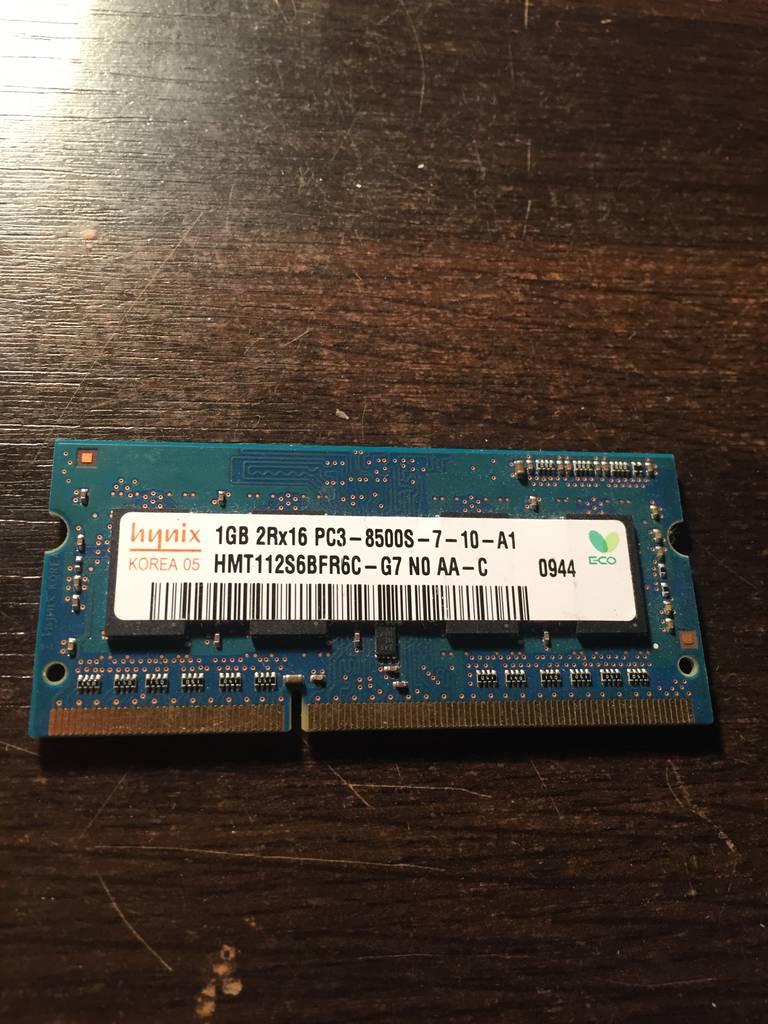 hynix 1GB 2Rx16 PC3-8500S-7-10-A1
KOREA 05 HMT112S6BFR6C-G7 N0 AA-C 0944
ECO